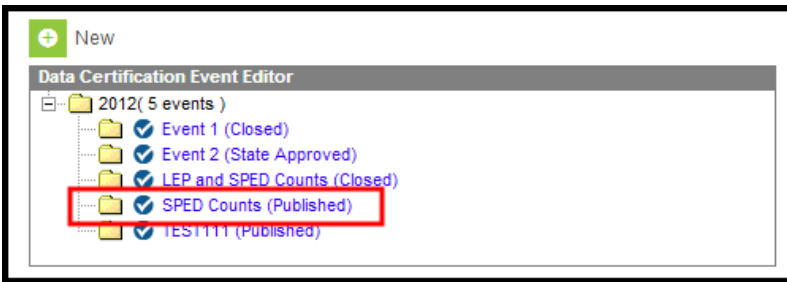 New
Data Certification Event Editor
2012( 5 events )
Event 1 (Closed)
Event 2 (State Approved)
LEP and SPED Counts (Closed)
SPED Counts (Published)
TEST111 (Published)